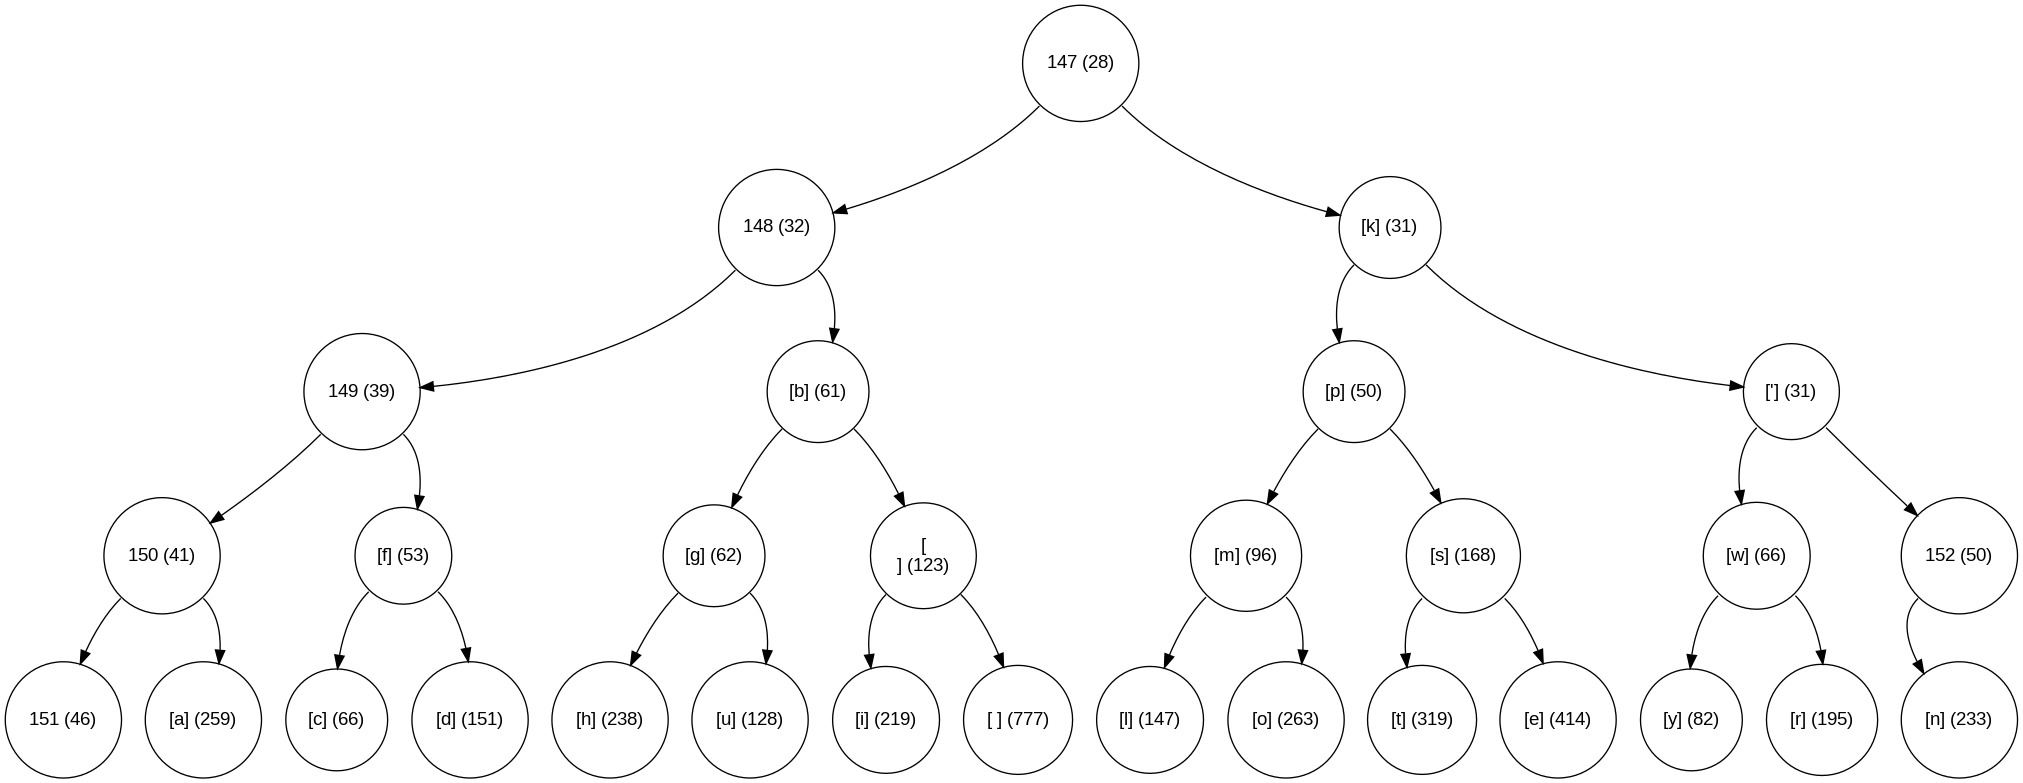 147 (28)
148 (32)
[k] (31)
149 (39)
[b] (61)
[p] (50)
['] (31)
150 (41)
[f] (53)
[g] (62)
[
] (123)
[m] (96)
[s] (168)
[w] (66)
152 (50)
151 (46)
[a] (259)
[c] (66)
[d] (151)
[h] (238)
[u] (128)
[i] (219)
[ ] (777)
[l] (147)
[o] (263)
[t] (319)
[e] (414)
[y] (82)
[r] (195)
[n] (233)